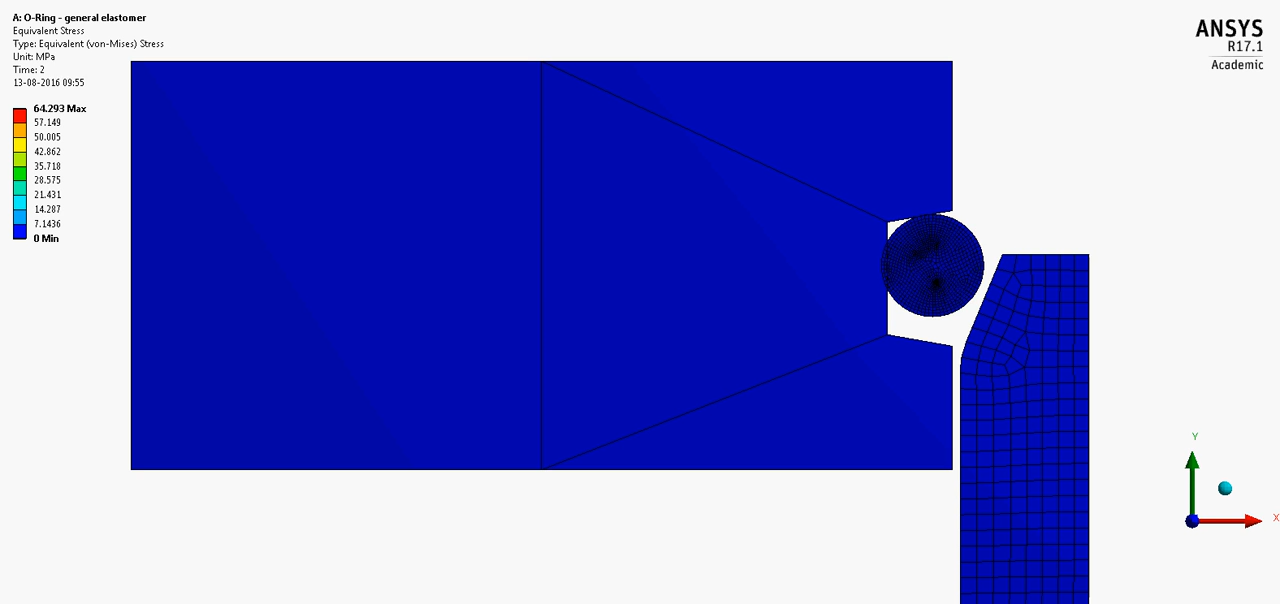 A: O-Ring - general elastomer
Equivalent Stress
Type: Equivalent (von-Mises) Stress
Unit: MPa
Time: 2
13-08-2016 09:55
64.293 Max
57.149
50.005
42.862
35.718
28.575
21.431
14.287
7.1436
0 Min
ANSYS
R17.1
Academic
Y
X